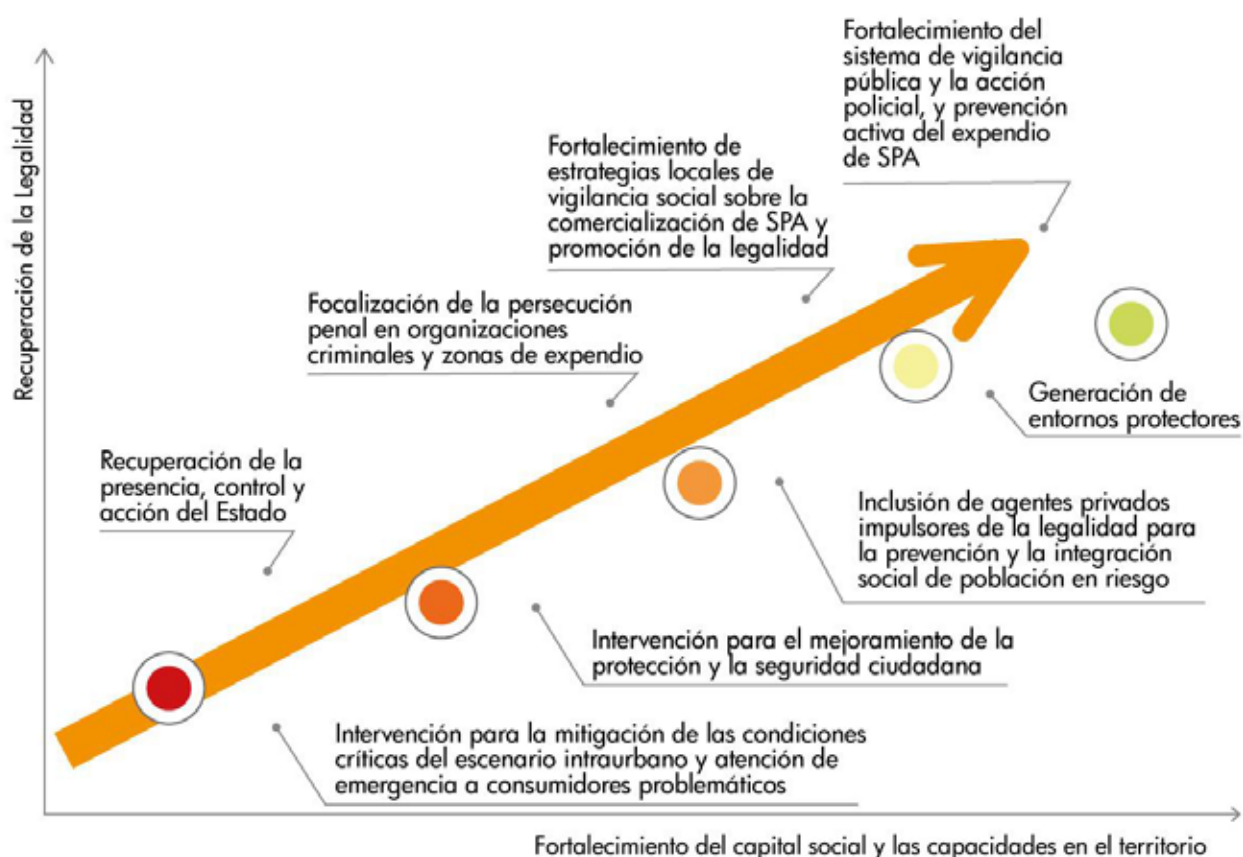 Fortalecimiento del
sistema de vigilancia
pública y la acción
policial, y prevención
activa del expendio
de SPA
Recuperación de la Legalidad
Fortalecimiento de
estrategias locales de
vigilancia social sobre la
comercialización de SPA y
promoción de la legalidad
Focalización de la persecución
penal en organizaciones
criminales y zonas de expendio
Recuperación de la
presencia, control y
acción del Estado
Generación de
entornos protectores
Inclusión de agentes privados
impulsores de la legalidad para
la prevención y la integración
social de población en riesgo
Intervención para el mejoramiento de la
protección y la seguridad ciudadana
Intervención para la mitigación de las condiciones
críticas del escenario intraurbano y atención de
emergencia a consumidores problemáticos
Fortalecimiento del capital social y las capacidades en el territorio